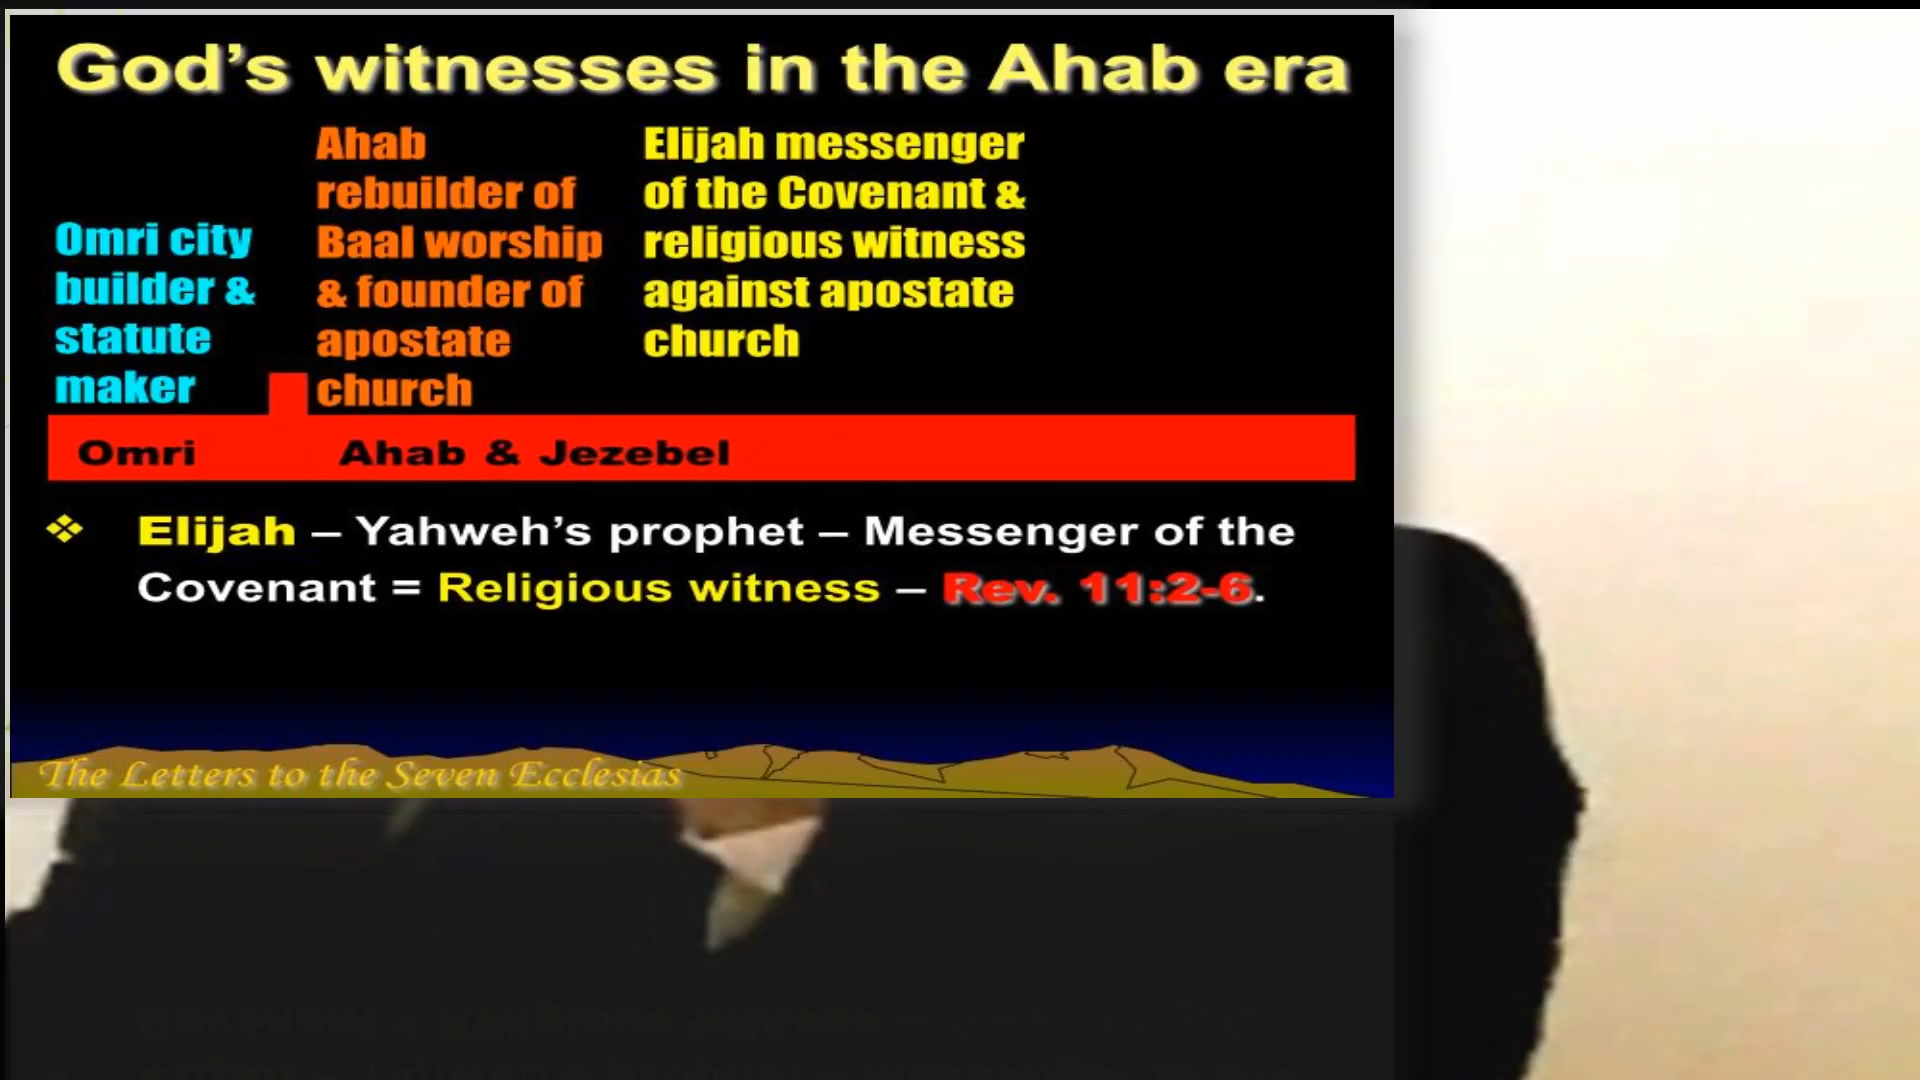 God's witnesses in the Ahab era
Omri city
builder &
statute
maker
Ahab
rebuilder of
Baal worship
& founder of
apostate
church
Elijah messenger
of the Covenant &
religious witness
against apostate
church
Omri
Ahab & Jezebel
❖ Elijah – Yahweh’s prophet – Messenger of the
Covenant = Religious witness – Rev. 11:2-6.
The Letters to the Seven Ecclesias